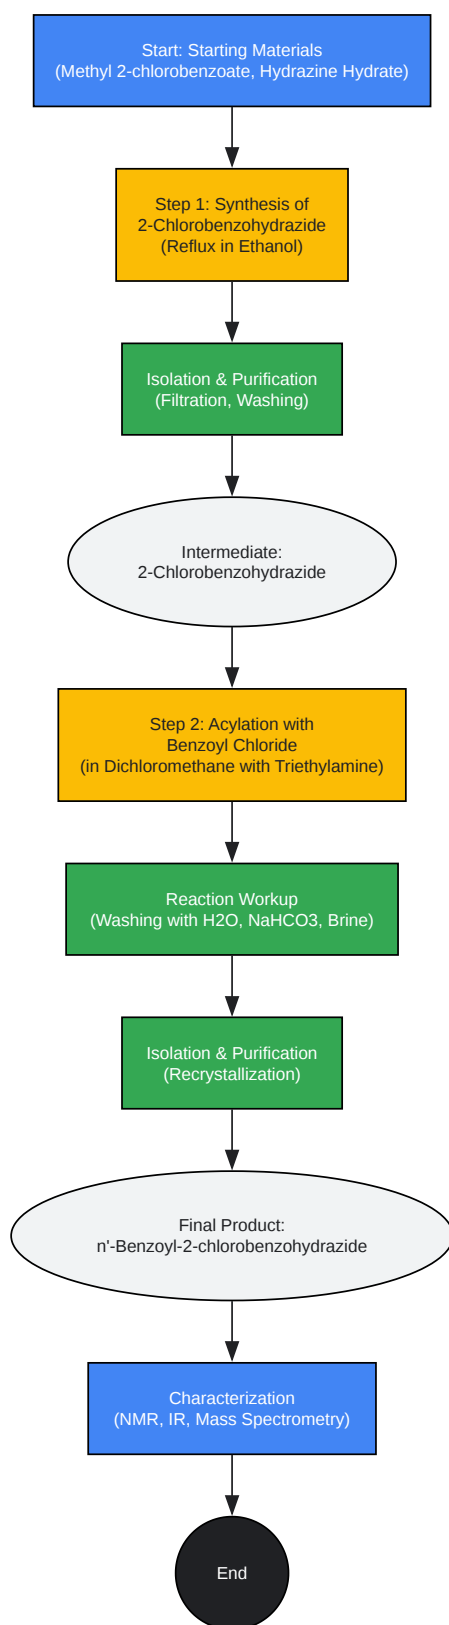 Start: Starting Materials
(Methyl 2-chlorobenzoate, Hydrazine Hydrate)
Step 1: Synthesis of
2-Chlorobenzohydrazide
(Reflux in Ethanol)
Isolation & Purification
(Filtration, Washing)
Intermediate:
2-Chlorobenzohydrazide
Step 2: Acylation with
Benzoyl Chloride
(in Dichloromethane with Triethylamine)
Reaction Workup
(Washing with H2O, NaHCO3, Brine)
Isolation & Purification
(Recrystallization)
Final Product:
n'-Benzoyl-2-chlorobenzohydrazide
Characterization
(NMR, IR, Mass Spectrometry)
End